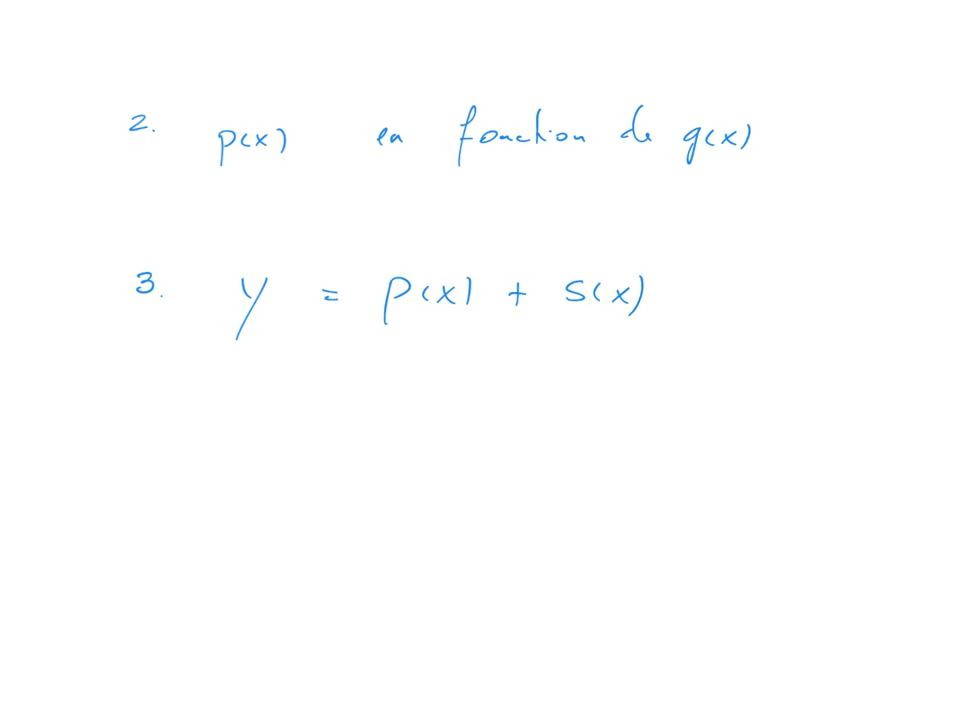 2. p(x) en fonction de g(x)
3. y = p(x) + s(x)